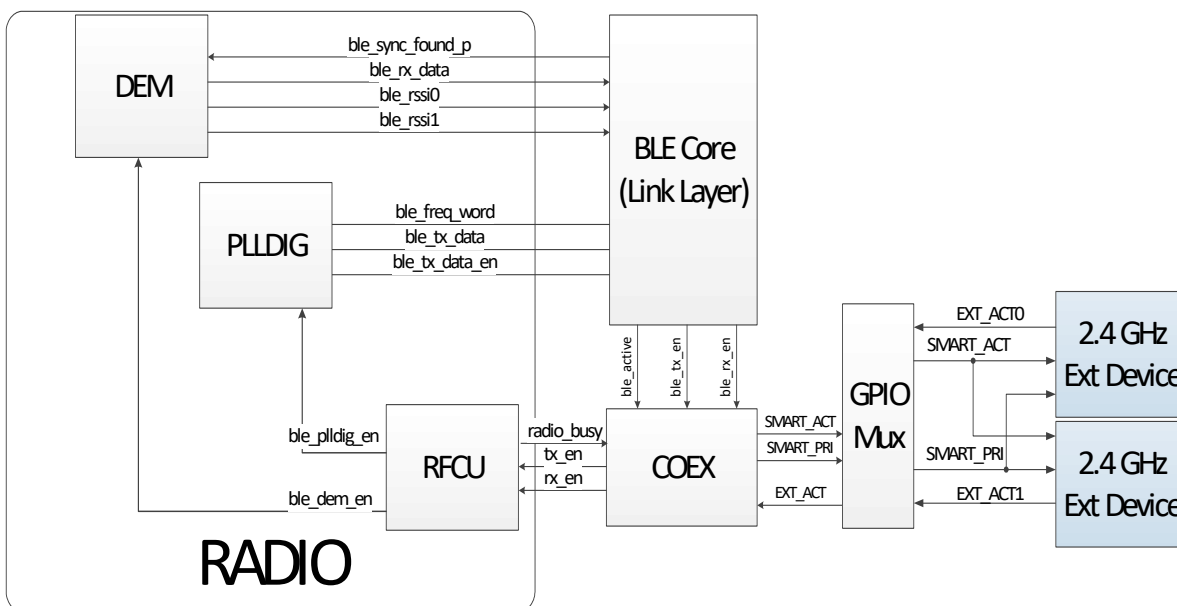 ble_sync_found_p
ble_rx_data
ble_rssi0
ble_rssi1
DEM
BLE Core
(Link Layer)
ble_freq_word
ble_tx_data
ble_tx_data_en
PLLDIG
ble_active
ble_tx_en
ble_rx_en
EXT_ACT0
SMART_ACT
2.4 GHz
Ext Device
GPIO
Mux
SMART_PRI
EXT_ACT1
2.4 GHz
Ext Device
ble_plldig_en
ble_dem_en
RFCU
radio_busy
tx_en
rx_en
COEX
SMART_ACT
SMART_PRI
EXT_ACT
RADIO